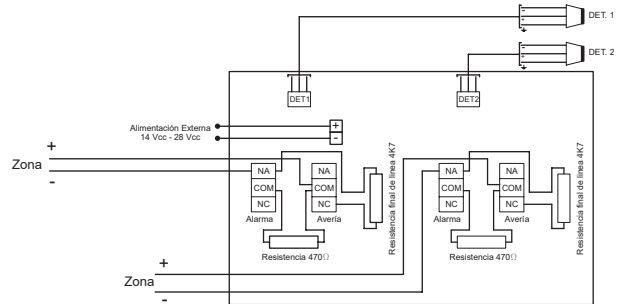 DET. 1
DET. 2
DET1
DET2
Alimentación Externa
14 Vcc - 28 Vcc
+
-
+
Zona
-
NA
COM
NC
Alarma
NA
COM
NC
Avería
Resistencia final de línea 4K7
Resistencia 470Ω
NA
COM
NC
Alarma
NA
COM
NC
Avería
Resistencia final de línea 4K7
Resistencia 470Ω
+
Zona
-